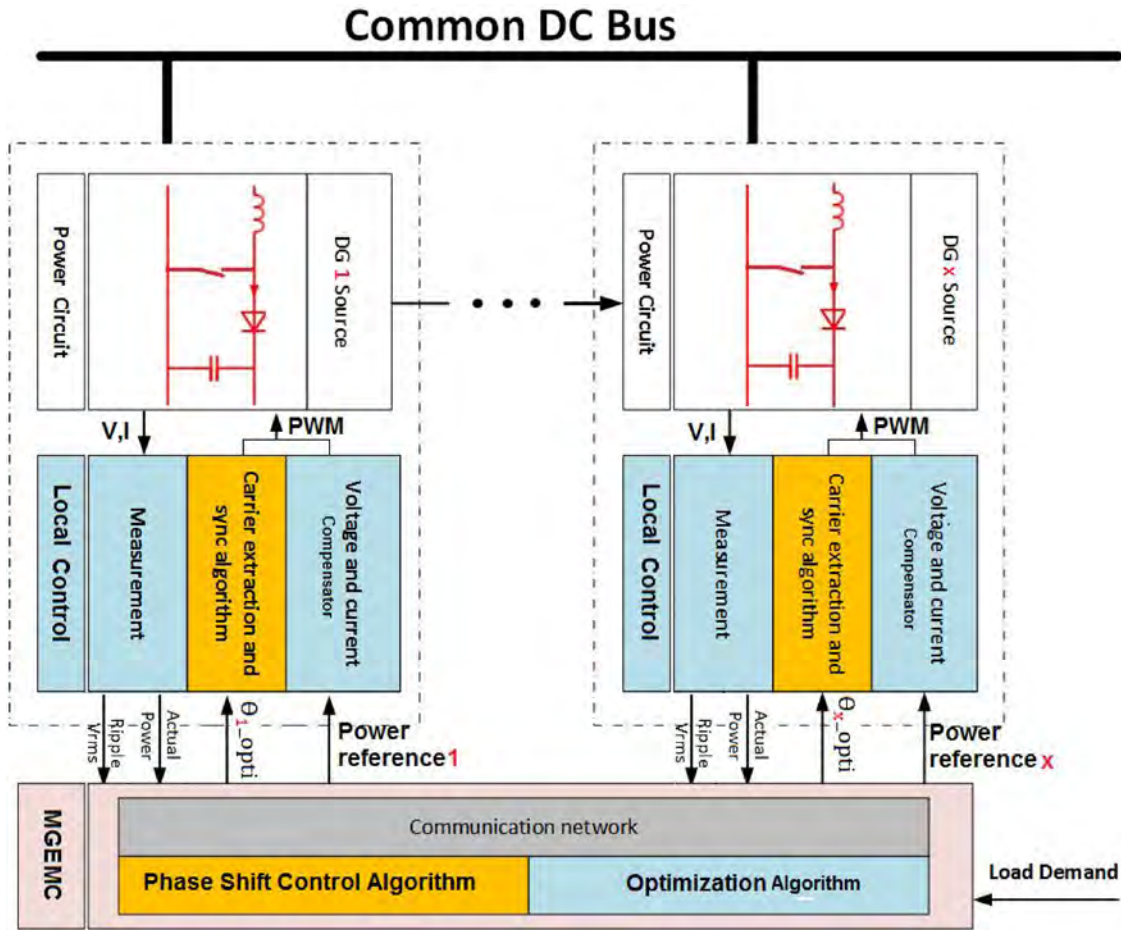 Common DC Bus
Power Circuit
DG 1 Source
Power Circuit
DG x Source
V,I
PWM
V,I
PWM
Local Control
Measurement
Carrier extraction and
sync algorithm
Voltage and current
Compensator
Local Control
Measurement
Carrier extraction and
sync algorithm
Voltage and current
Compensator
Ripple
Vrms
Actual
Power
Θ1_opti
Power
reference1
Ripple
Vrms
Actual
Power
Θx_opti
Power
reference x
MGEMC
Communication network
Phase Shift Control Algorithm
Optimization Algorithm
Load Demand